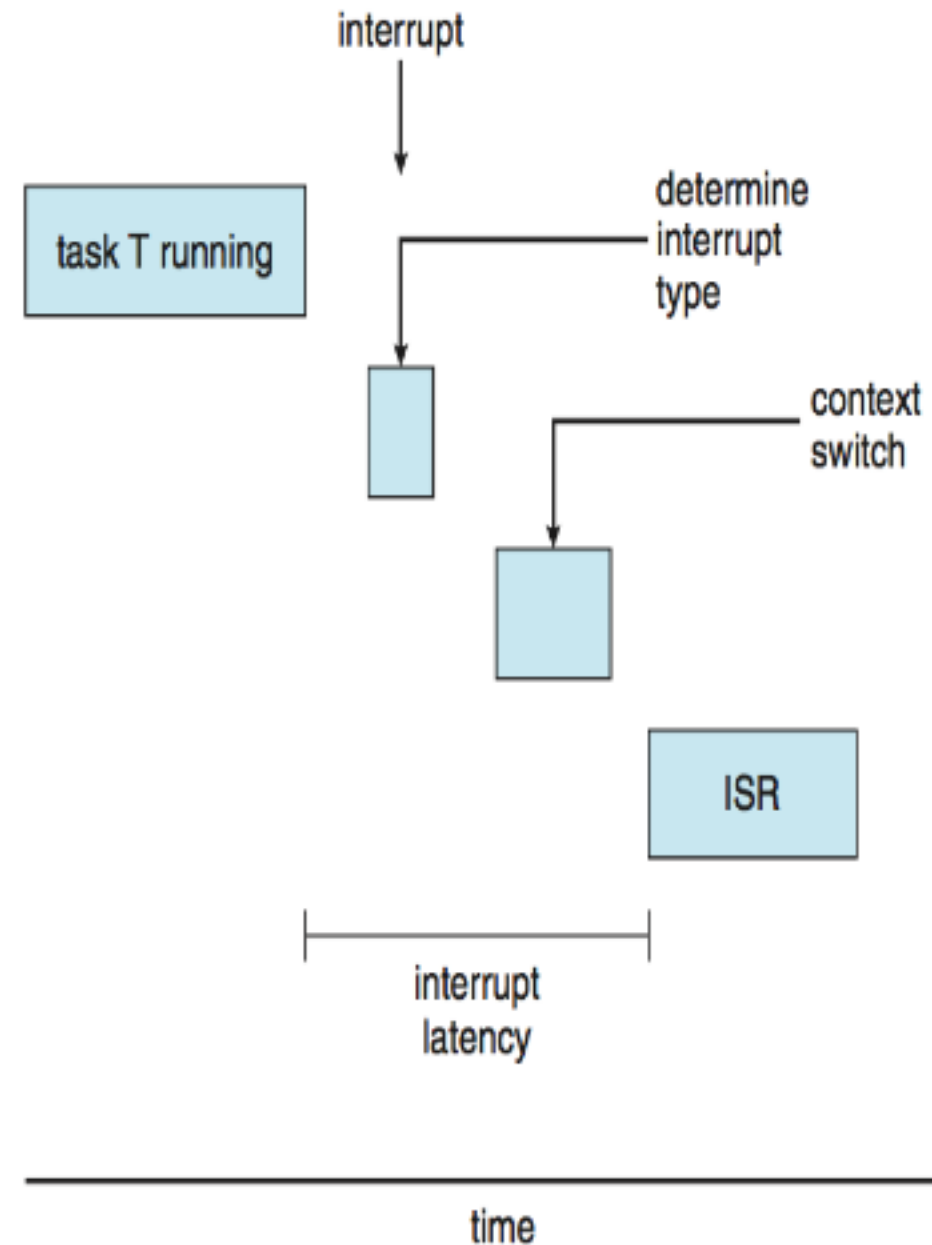 interrupt
task T running
determine
interrupt
type
context
switch
ISR
interrupt
latency
time